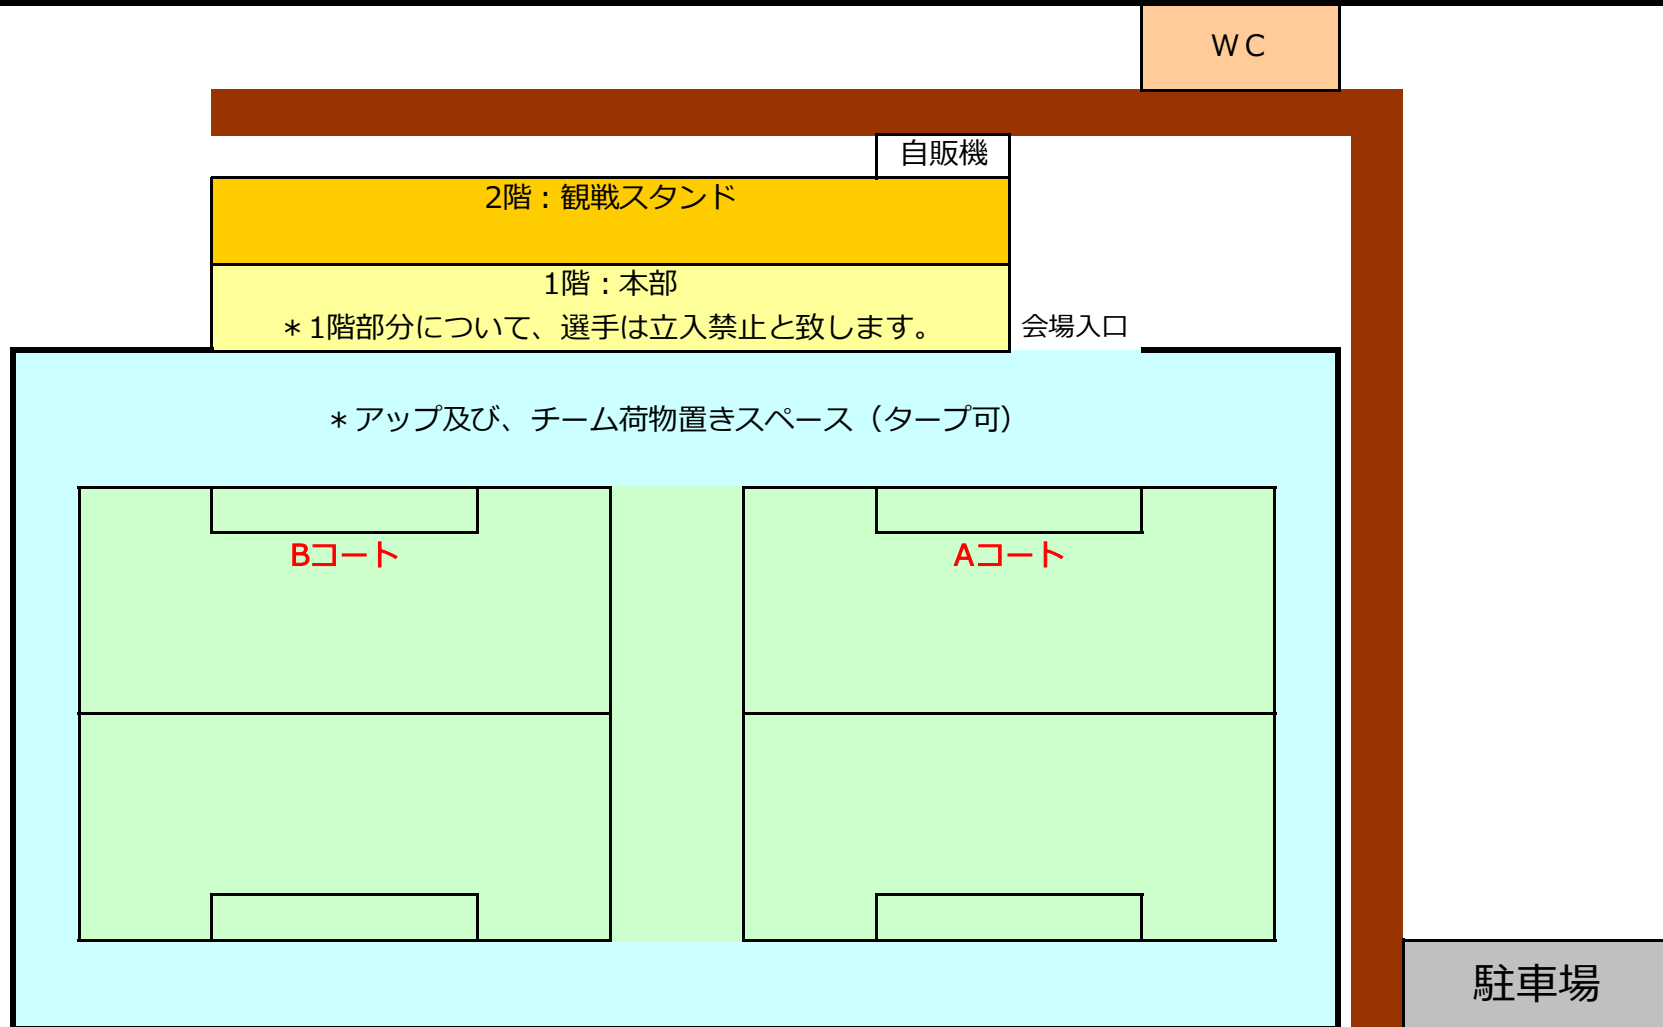 ＷＣ
自販機
2階：観戦スタンド
1階：本部
＊1階部分について、選手は立入禁止と致します。
会場入口
＊アップ及び、チーム荷物置きスペース（タープ可）
Bコート
Aコート
駐車場